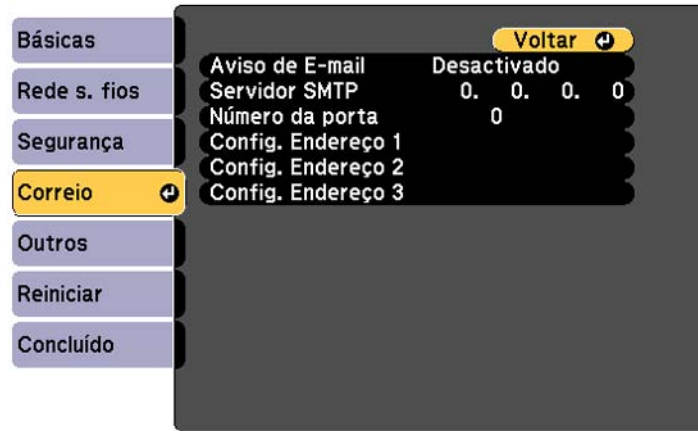 Básicas
Rede s. fios
Segurança
Correio
Outros
Reiniciar
Concluído
Voltar
Aviso de E-mail Desactivado
Servidor SMTP 0. 0. 0. 0
Número da porta 0
Config. Endereço 1
Config. Endereço 2
Config. Endereço 3